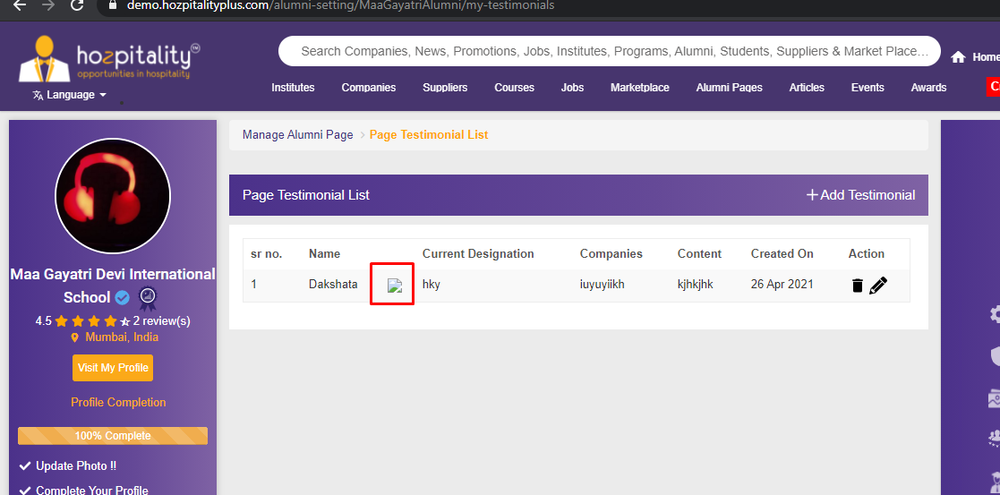 demo.hozpitalityplus.com/alumni-setting/MaaGayatriAlumni/my-testimonials
hozpitality™
opportunities in hospitality
Language
Search Companies, News, Promotions, Jobs, Institutes, Programs, Alumni, Students, Suppliers & Market Place...
Home
Institutes Companies Suppliers Courses Jobs Marketplace Alumni Pages Articles Events Awards
Manage Alumni Page > Page Testimonial List
Page Testimonial List
+Add Testimonial
sr no. Name Current Designation Companies Content Created On Action
1 Dakshata hky iuyuyiikh kjhkjhk 26 Apr 2021
Maa Gayatri Devi International
School
4.5 2 review(s)
Mumbai, India
Visit My Profile
Profile Completion
100% Complete
Update Photo !!
Complete Your Profile